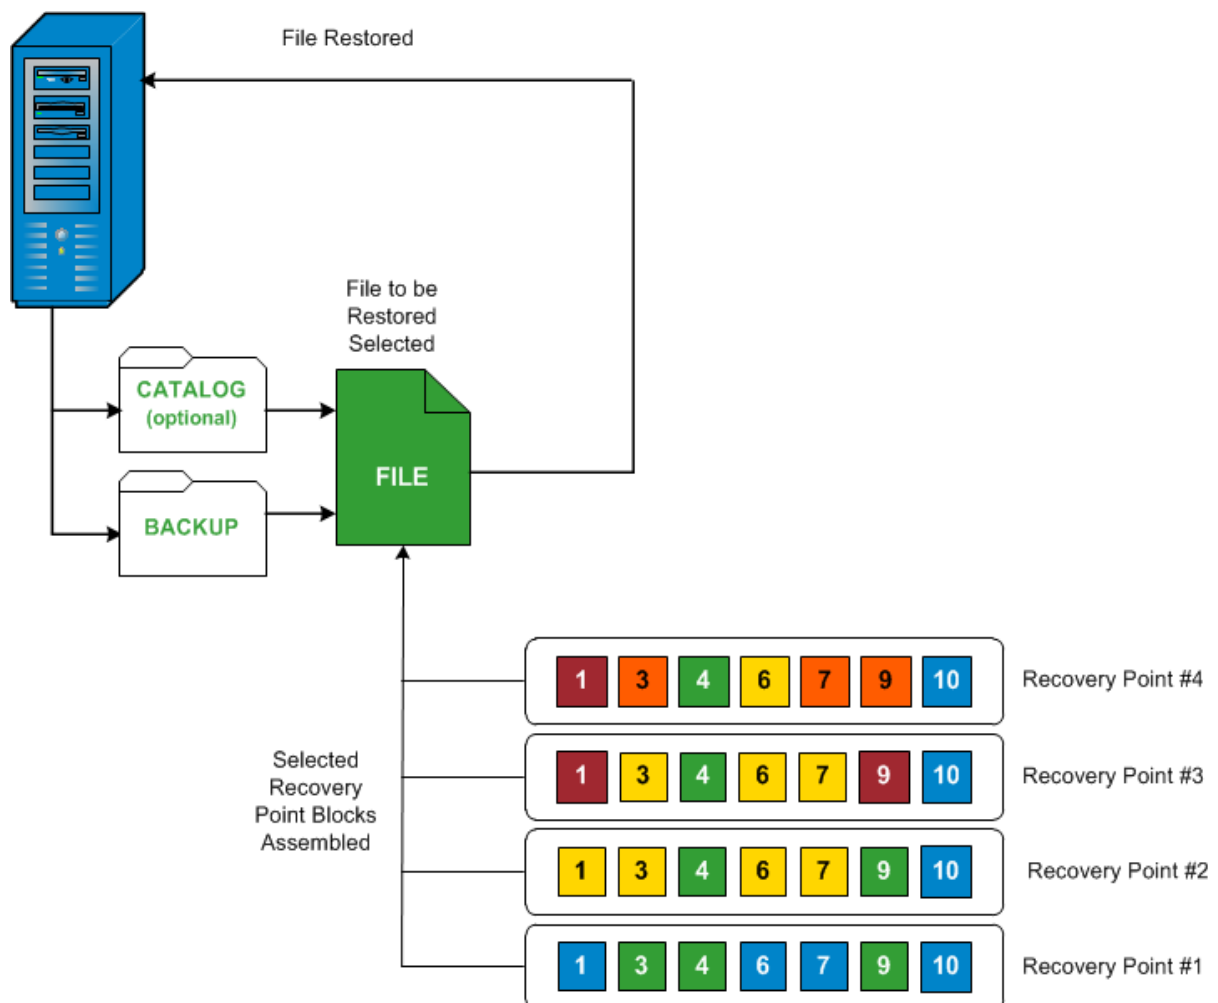 File Restored
File to be
Restored
Selected
CATALOG
(optional)
FILE
BACKUP
1 3 4 6 7 9 10 Recovery Point #4
Selected
Recovery
Point Blocks
Assembled
1 3 4 6 7 9 10 Recovery Point #3
1 3 4 6 7 9 10 Recovery Point #2
1 3 4 6 7 9 10 Recovery Point #1